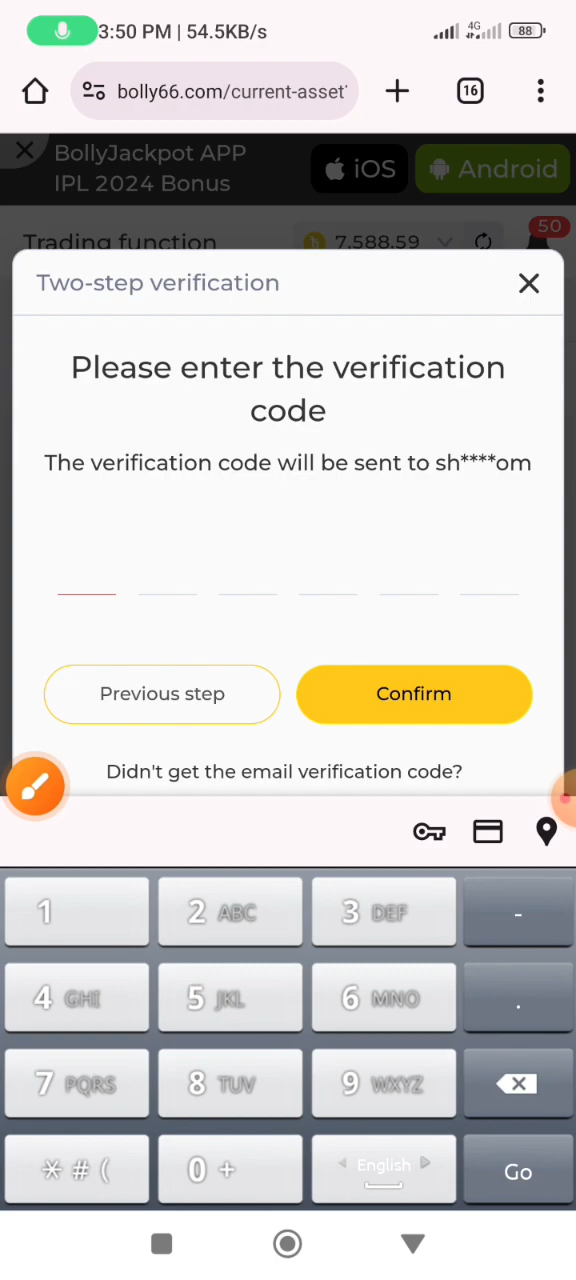 3:50 PM | 54.5KB/s 4G 88
bolly66.com/current-asset 16
BollyJackpot APP
IPL 2024 Bonus
iOS
Android
Trading function 7,588.59 50
Two-step verification
Please enter the verification
code
The verification code will be sent to sh****om
Previous step
Confirm
Didn't get the email verification code?
1 2 ABC 3 DEF -
4 GHI 5 JKL 6 MNO .
7 PQRS 8 TUV 9 WXYZ
* # ( 0 + English Go